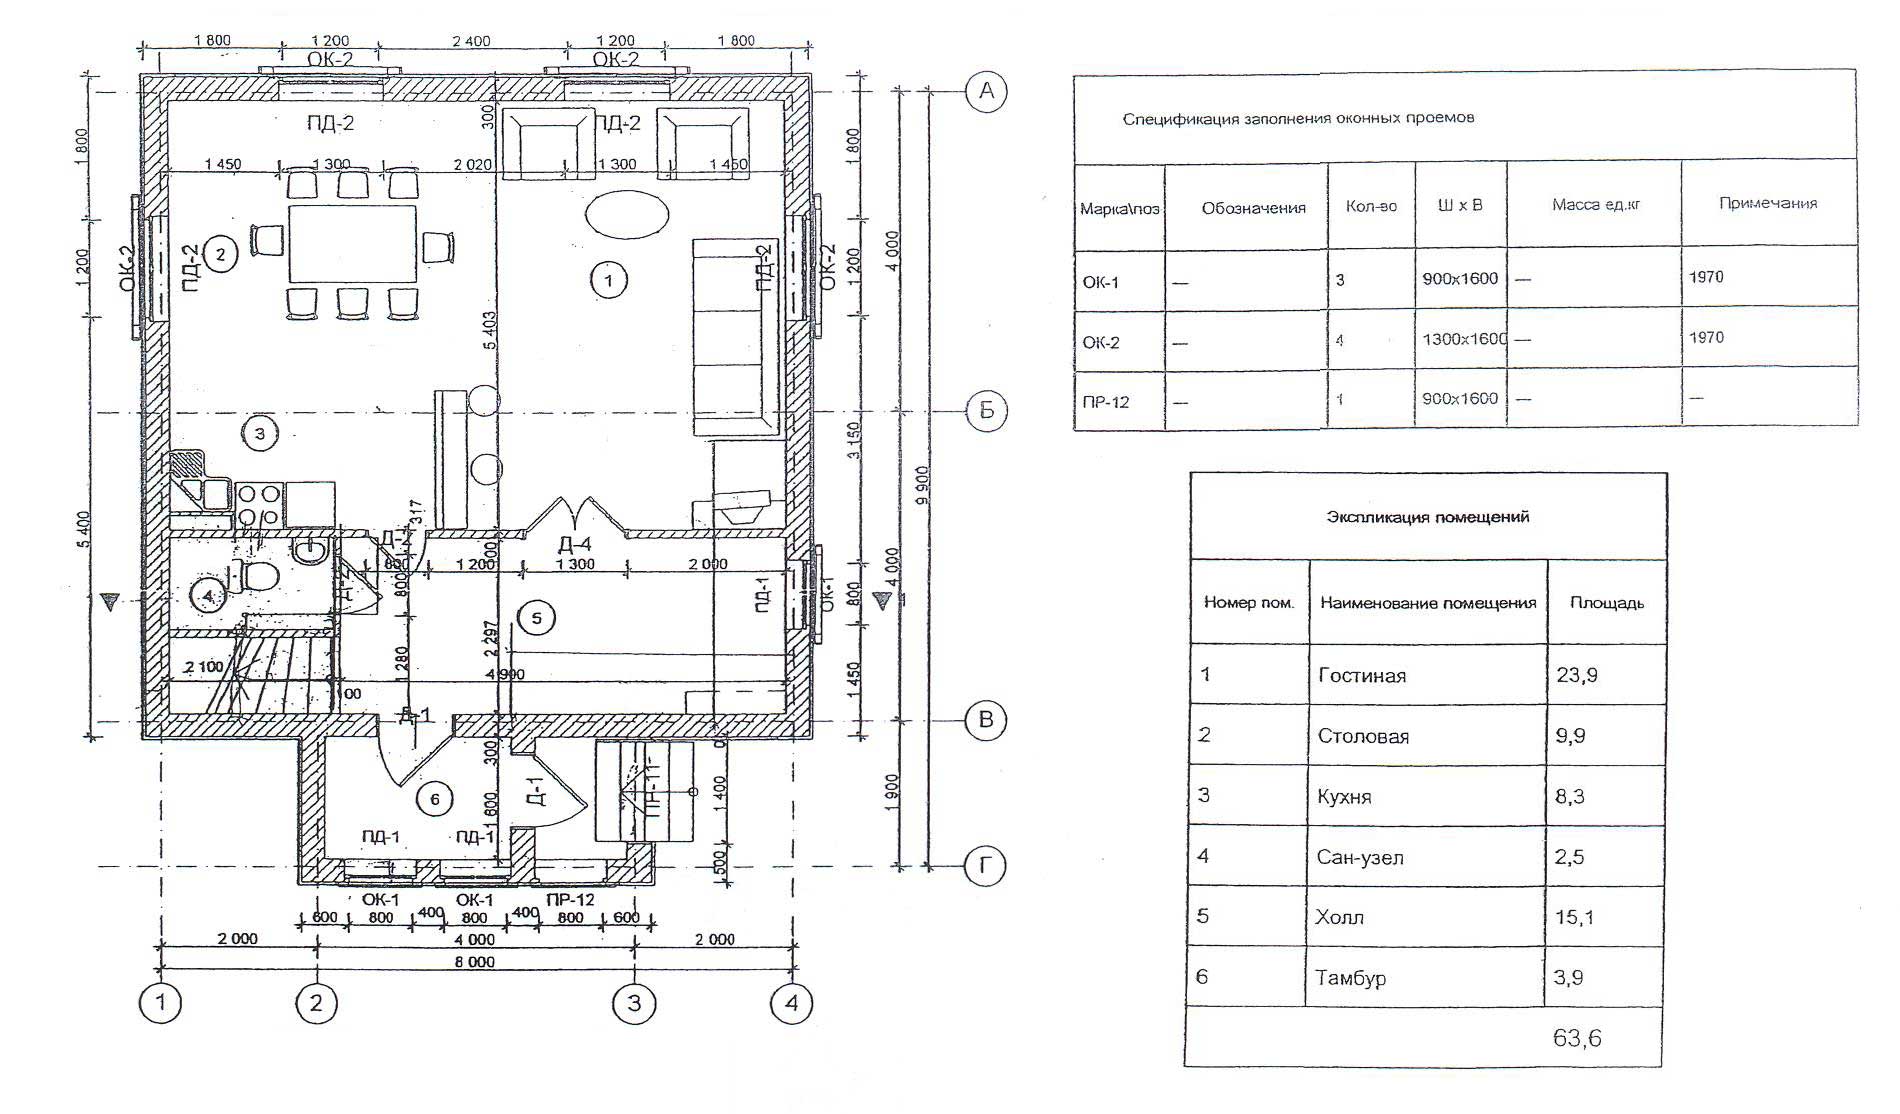 1 800
1 200
2 400
1 200
1 800
ОК-2
ОК-2
А
ПД-2
ПД-2
300
1 800
1 800
1 450
1 300
2 020
1 300
1 450
1 200
ОК-2
ПД-2
2
1
ПД-2
ОК-2
1 200
4 000
5 403
Б
3
3 150
9 900
5 400
317
Д-4
800
1 200
1 300
2 000
4
800
5
ПД-1
ОК-1
800
4 000
2 297
1 280
2 100
4 900
1 450
Д-1
В
300
6
Д-1
ПР-11
1 400
1 900
1 600
ПД-1
ПД-1
500
Г
ОК-1
ОК-1
ПР-12
600
800
400
800
400
800
600
2 000
4 000
2 000
8 000
1
2
3
4
Спецификация заполнения оконных проемов
Марка\поз
Обозначения
Кол-во
Ш х В
Масса ед.кг
Примечания
ОК-1 — 3 900х1600 — 1970
ОК-2 — 4 1300х1600 — 1970
ПР-12 — 1 900х1600 — —
Экспликация помещений
Номер пом. Наименование помещения Площадь
1 Гостиная 23,9
2 Столовая 9,9
3 Кухня 8,3
4 Сан-узел 2,5
5 Холл 15,1
6 Тамбур 3,9
63,6